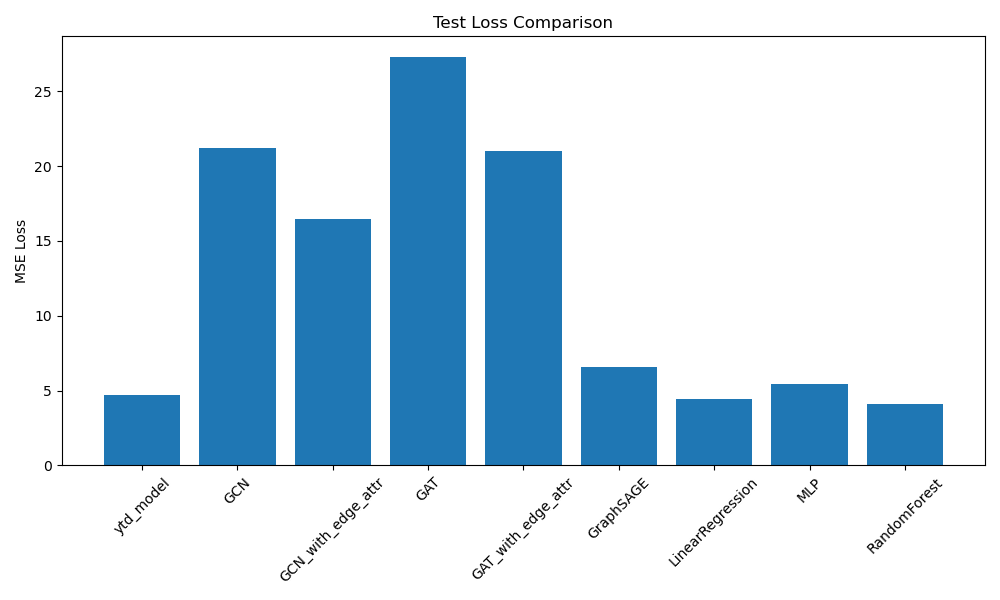 Test Loss Comparison
MSE Loss
25
20
15
10
5
0
ytd_model
GCN
GCN_with_edge_attr
GAT
GAT_with_edge_attr
GraphSAGE
LinearRegression
MLP
RandomForest